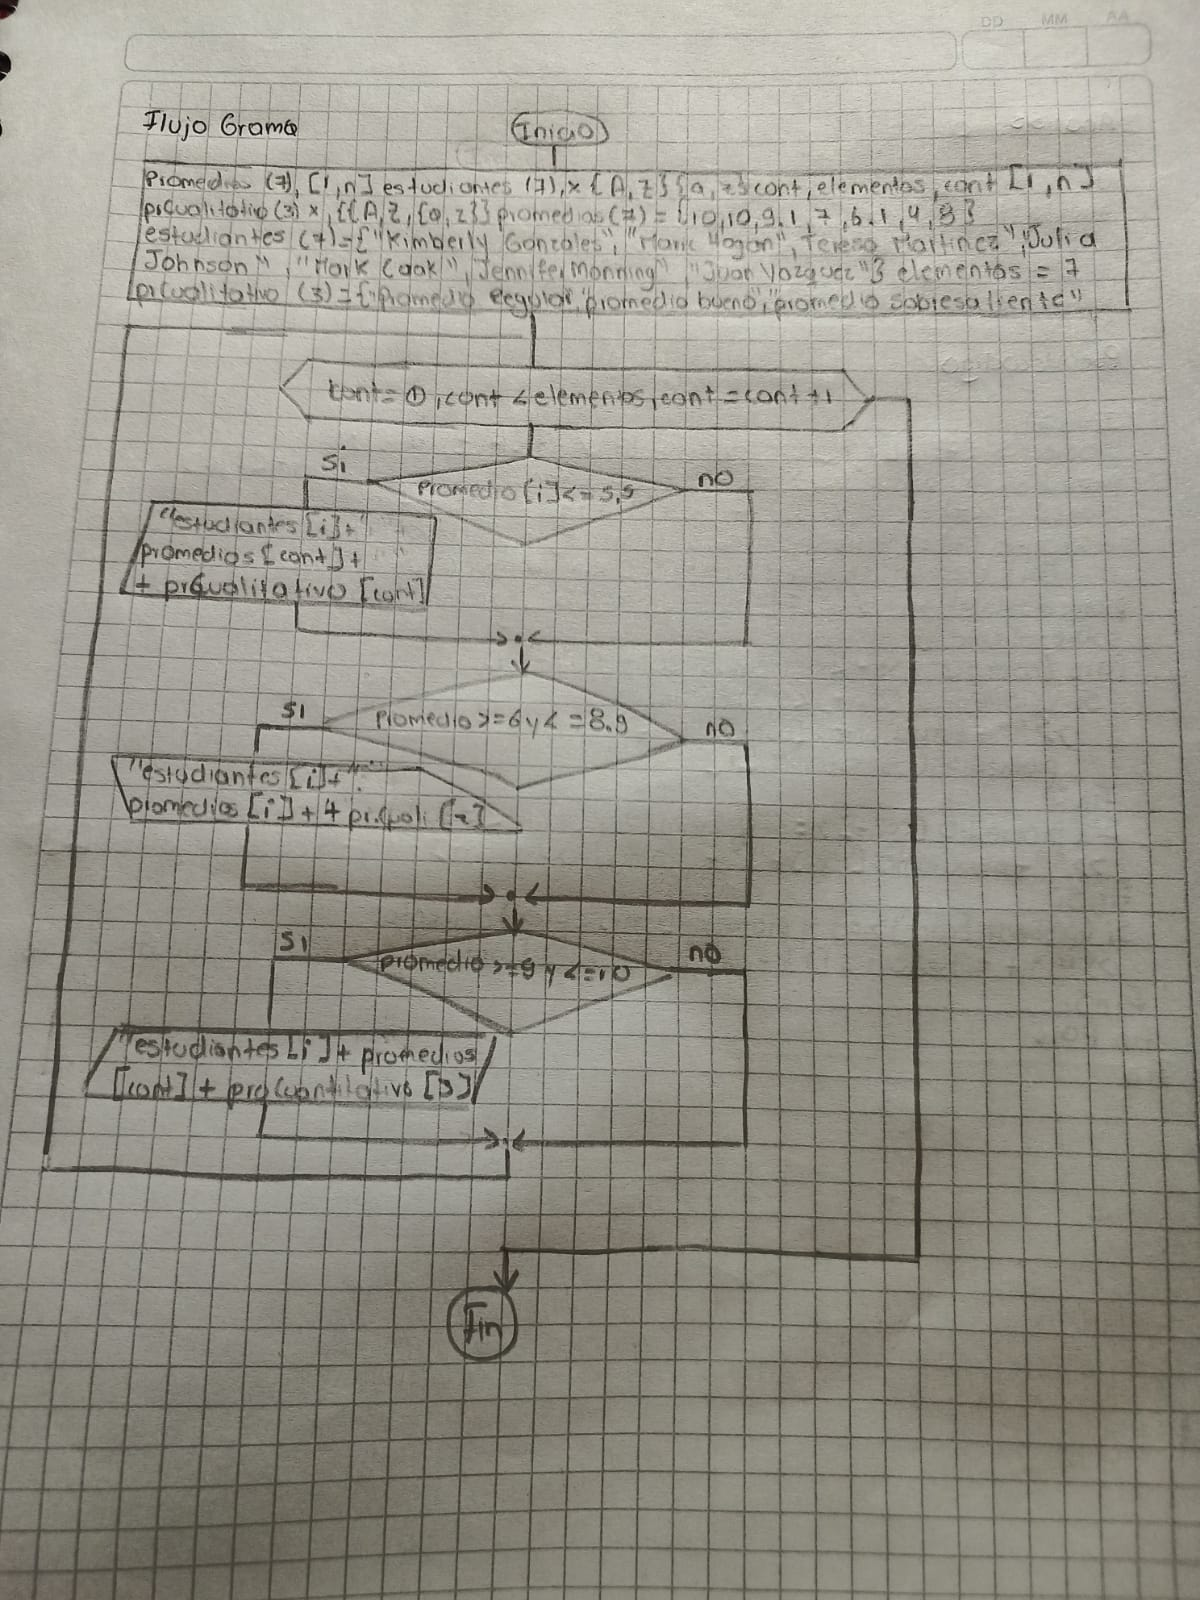 DD MM AA
Flujo Grama
Inicio
Promedios (7), [1,n] estudiantes (7), x {A,Z} {a,z} cont, elementos, cont [1,n]
prcualitativo (3) x, {{A,Z, {a,z}} promedios (7) = {10,10,9.1,7,6.1,4,8}
estudiantes (7)={"Kimberly Gonzales", "Mark Hogan", Teresa Martinez", "Julia
Johnson", "Mark Cook", Jennifer Manning", "Juan Vazquez"} elementos = 7
prcualitativo (3)={"Promedio Regular, "promedio bueno", "promedio sobresaliente"
cont=1, cont < elementos, cont = cont +1
si
promedio [i]<= 5,9
no
"estudiantes [i]+"
promedios [cont]+
+ prcualitativo [cont]
si
Promedio >=6 y < =8.9
no
"estudiantes [i]+"
promedios [i]+ + pr.cuali [2]
si
promedio >=9 y <=10
no
"estudiantes [i]+ promedios
[cont] + prcuantitativo [3]
Fin